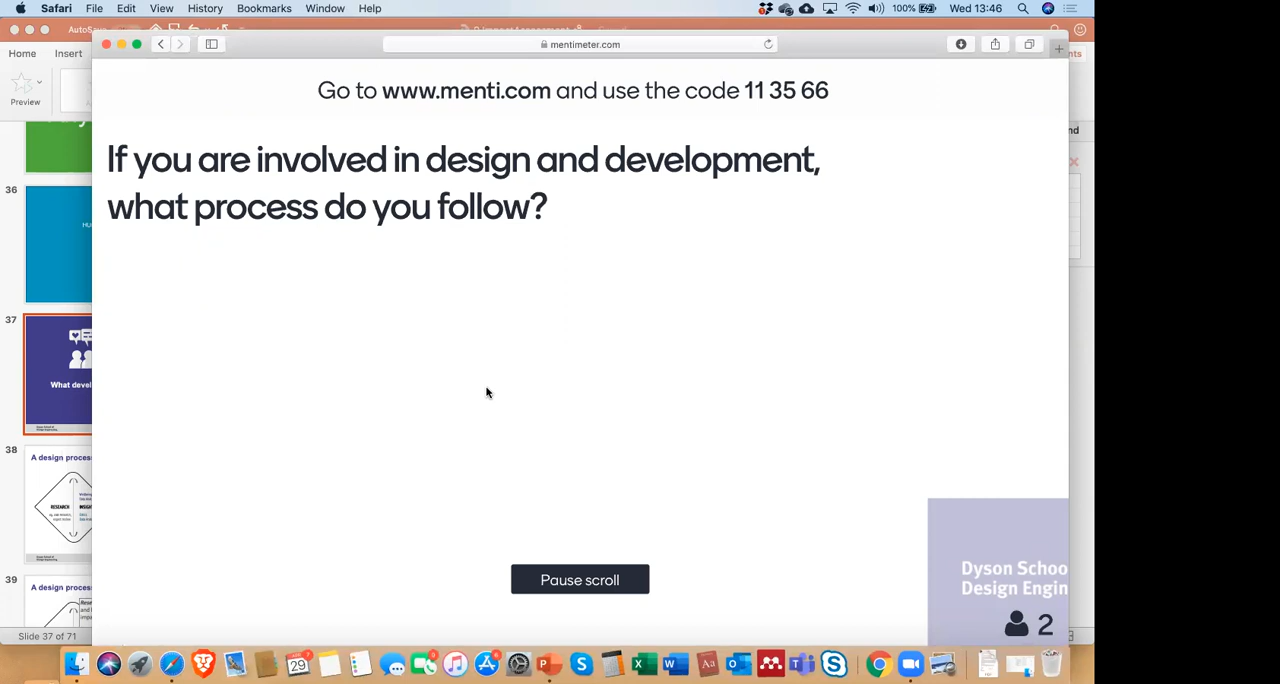 Safari File Edit View History Bookmarks Window Help 100% Wed 13:46
mentimeter.com
Home Insert
Preview
Go to www.menti.com and use the code 11 35 66
If you are involved in design and development,
what process do you follow?
36
37
What devel
38
A design proces
RESEARCH
39
A design proces
Pause scroll
Dyson Schoo
Design Engin
2
Slide 37 of 71
29